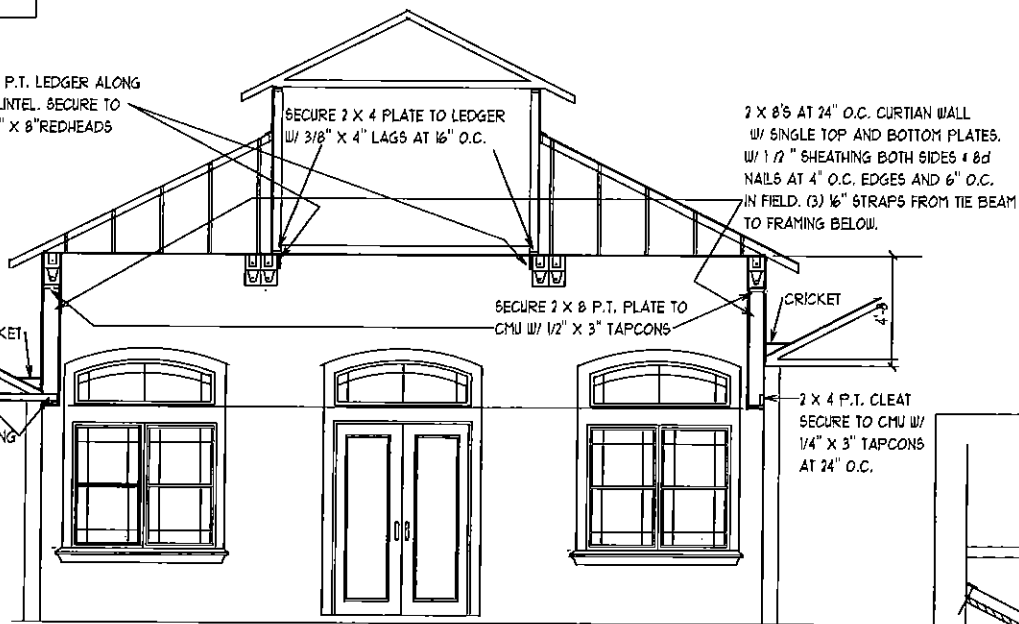 P.T. LEDGER ALONG
LINTEL. SECURE TO
" X 8"REDHEADS
SECURE 2 X 4 PLATE TO LEDGER
W/ 3/8" X 4" LAGS AT 16" O.C.
2 X 8'S AT 24" O.C. CURTIAN WALL
W/ SINGLE TOP AND BOTTOM PLATES.
W/ 1/2" SHEATHING BOTH SIDES & 8d
NAILS AT 4" O.C. EDGES AND 6" O.C.
IN FIELD. (3) 16" STRAPS FROM TIE BEAM
TO FRAMING BELOW.
SECURE 2 X 8 P.T. PLATE TO
CMU W/ 1/2" X 3" TAPCONS
CRICKET
4'-8
KET
NG
2 X 4 P.T. CLEAT
SECURE TO CMU W/
1/4" X 3" TAPCONS
AT 24" O.C.